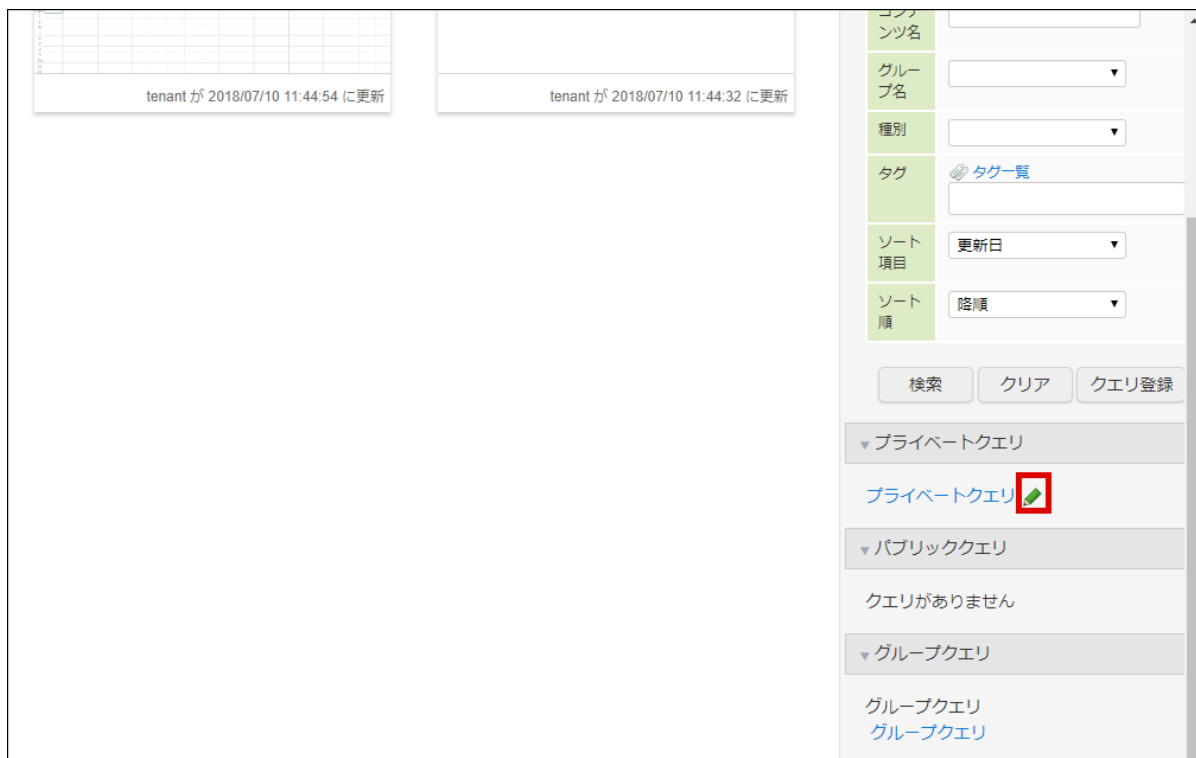 tenant が 2018/07/10 11:44:54 に更新
tenant が 2018/07/10 11:44:32 に更新
ンツ名
グルー
プ名
種別
タグ
タグ一覧
ソート
項目
更新日
ソート
順
降順
検索
クリア
クエリ登録
プライベートクエリ
プライベートクエリ
パブリッククエリ
クエリがありません
グループクエリ
グループクエリ
グループクエリ